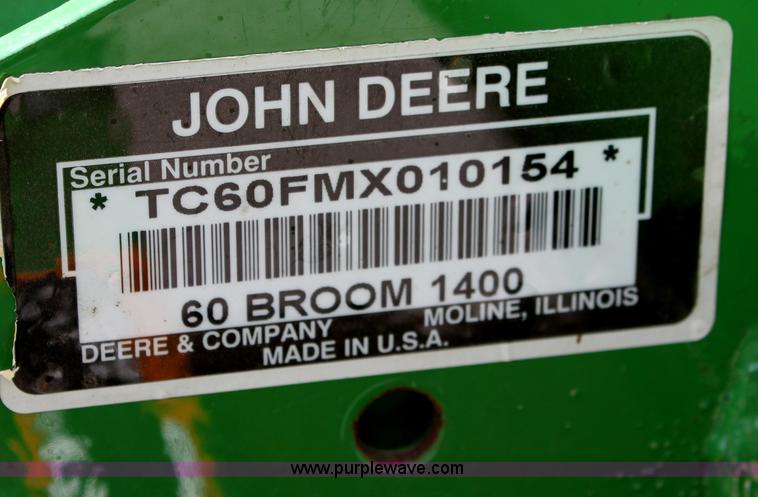 JOHN DEERE
Serial Number
* TC60FMX010154 *
60 BROOM 1400
DEERE & COMPANY MOLINE, ILLINOIS
MADE IN U.S.A.
www.purplewave.com